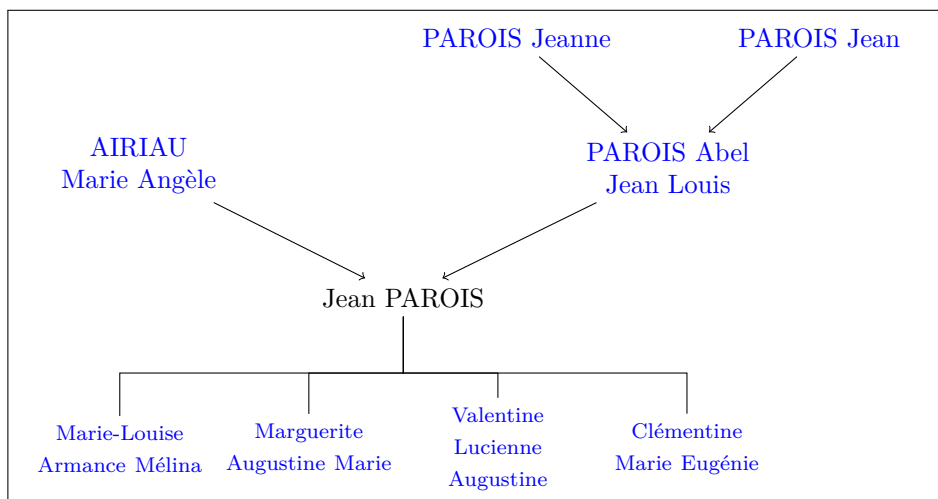 PAROIS Jeanne
PAROIS Jean
AIRIAU
Marie Angèle
PAROIS Abel
Jean Louis
Jean PAROIS
Marie-Louise
Armance Mélina
Marguerite
Augustine Marie
Valentine
Lucienne
Augustine
Clémentine
Marie Eugénie